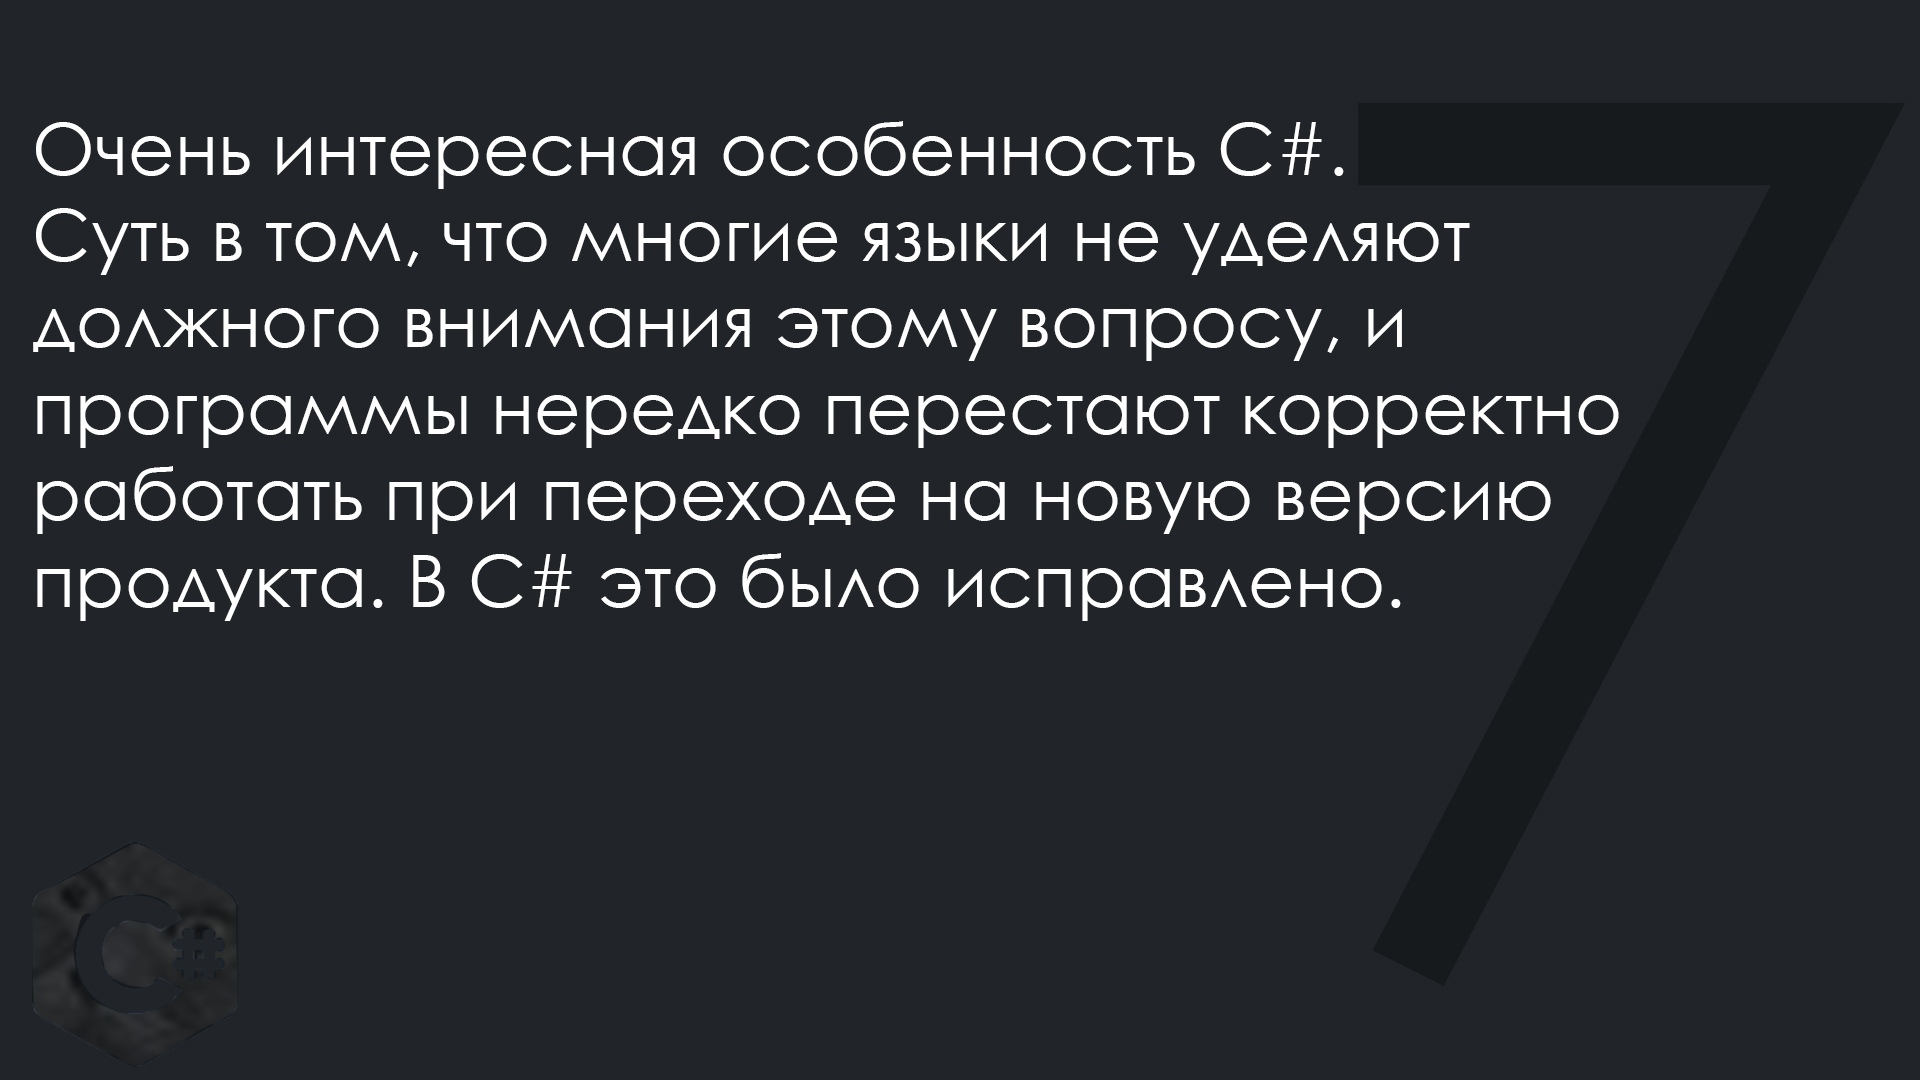 Очень интересная особенность C#.
Суть в том, что многие языки не уделяют
должного внимания этому вопросу, и
программы нередко перестают корректно
работать при переходе на новую версию
продукта. В C# это было исправлено.
7
C#